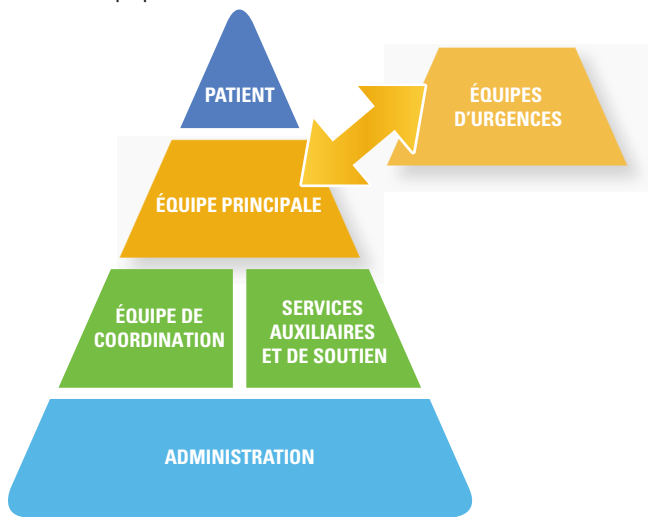 PATIENT
ÉQUIPES
D'URGENCES
ÉQUIPE PRINCIPALE
ÉQUIPE DE
COORDINATION
SERVICES
AUXILIAIRES
ET DE SOUTIEN
ADMINISTRATION